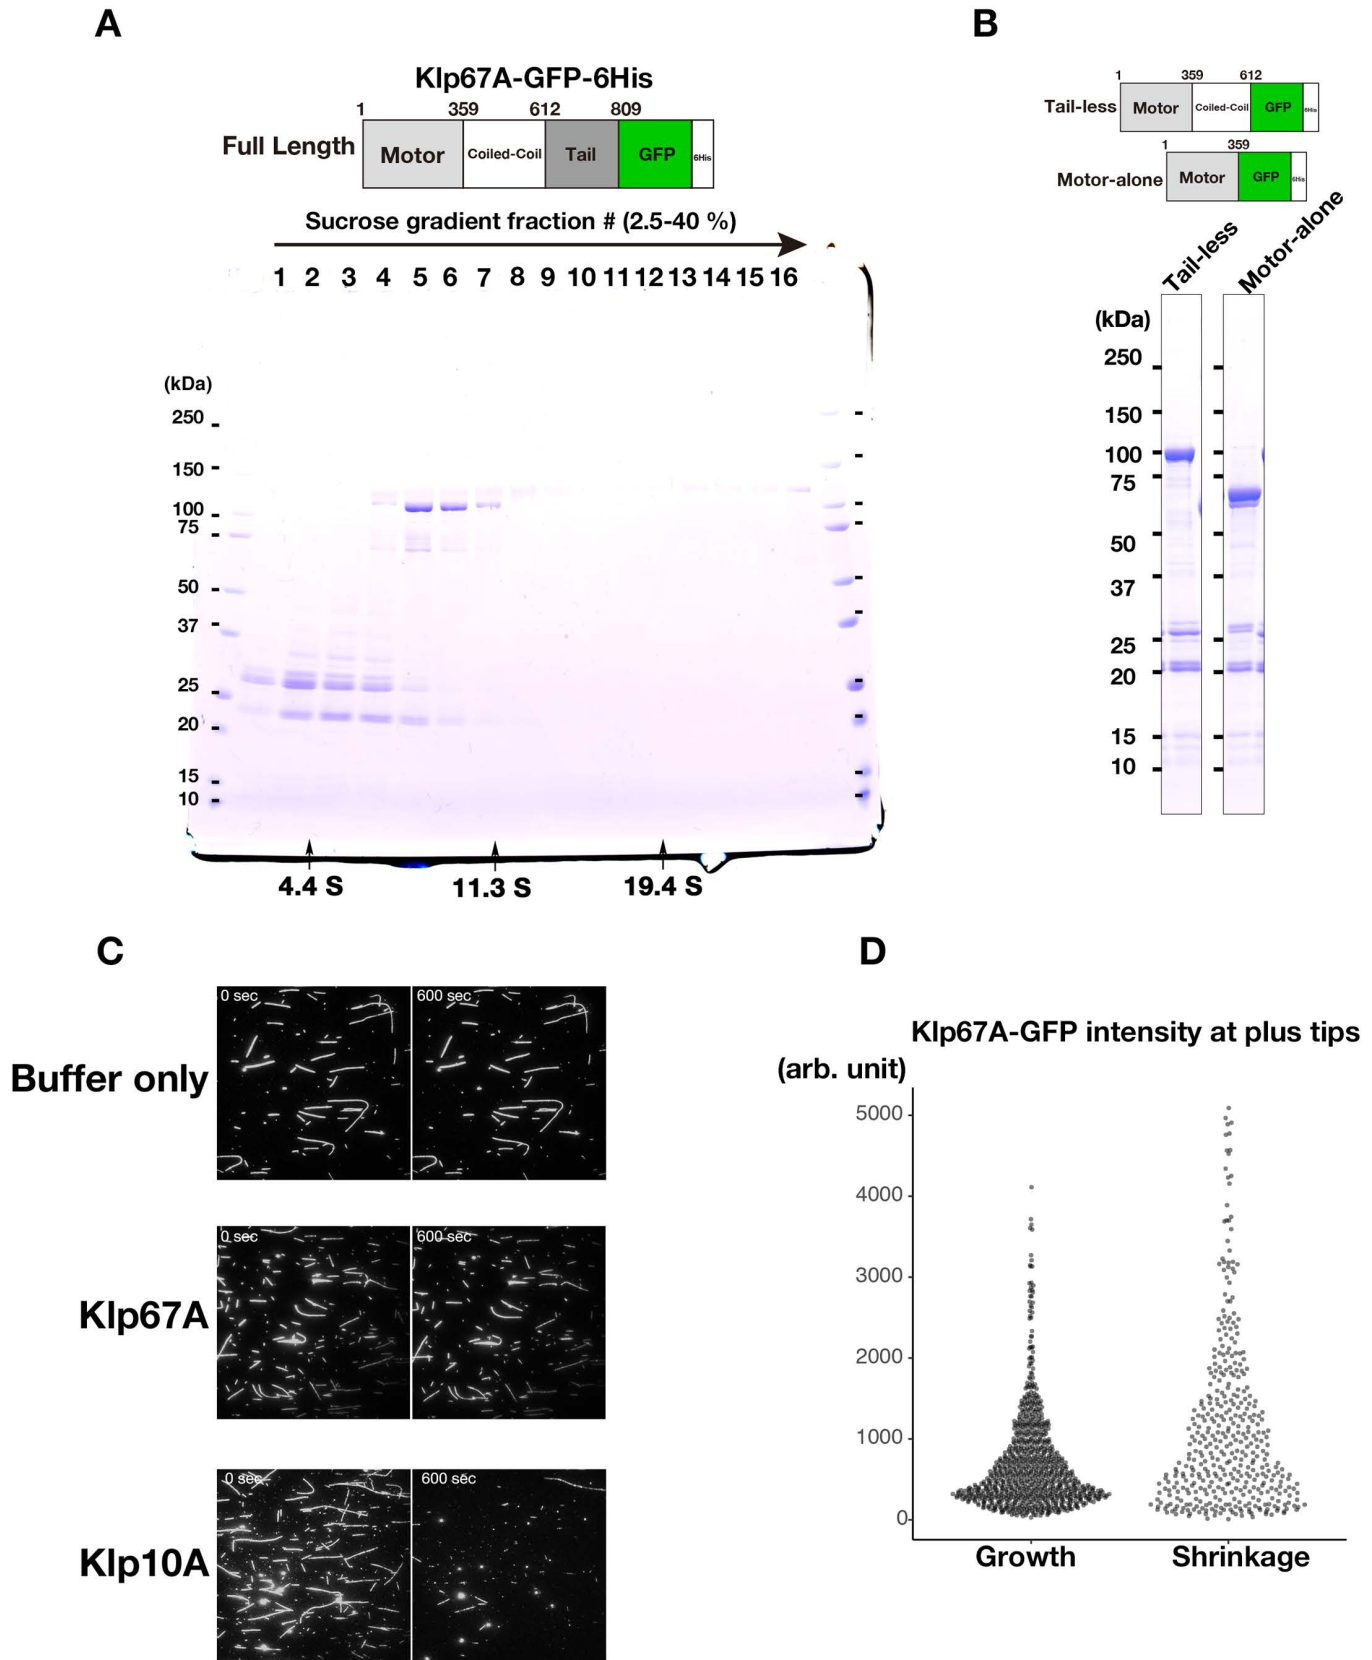 A
Klp67A-GFP-6His
1 359 612 809
Full Length Motor Coiled-Coil Tail GFP 6His
Sucrose gradient fraction # (2.5-40 %)
1 2 3 4 5 6 7 8 9 10 11 12 13 14 15 16
(kDa)
250
150
100
75
50
37
25
20
15
10
4.4 S 11.3 S 19.4 S
B
1 359 612
Tail-less Motor Coiled-Coil GFP 6His
1 359
Motor-alone Motor GFP 6His
Tail-less Motor-alone
(kDa)
250
150
100
75
50
37
25
20
15
10
C
0 sec 600 sec
Buffer only
0 sec 600 sec
Klp67A
0 sec 600 sec
Klp10A
D
Klp67A-GFP intensity at plus tips
(arb. unit)
5000
4000
3000
2000
1000
0
Growth Shrinkage